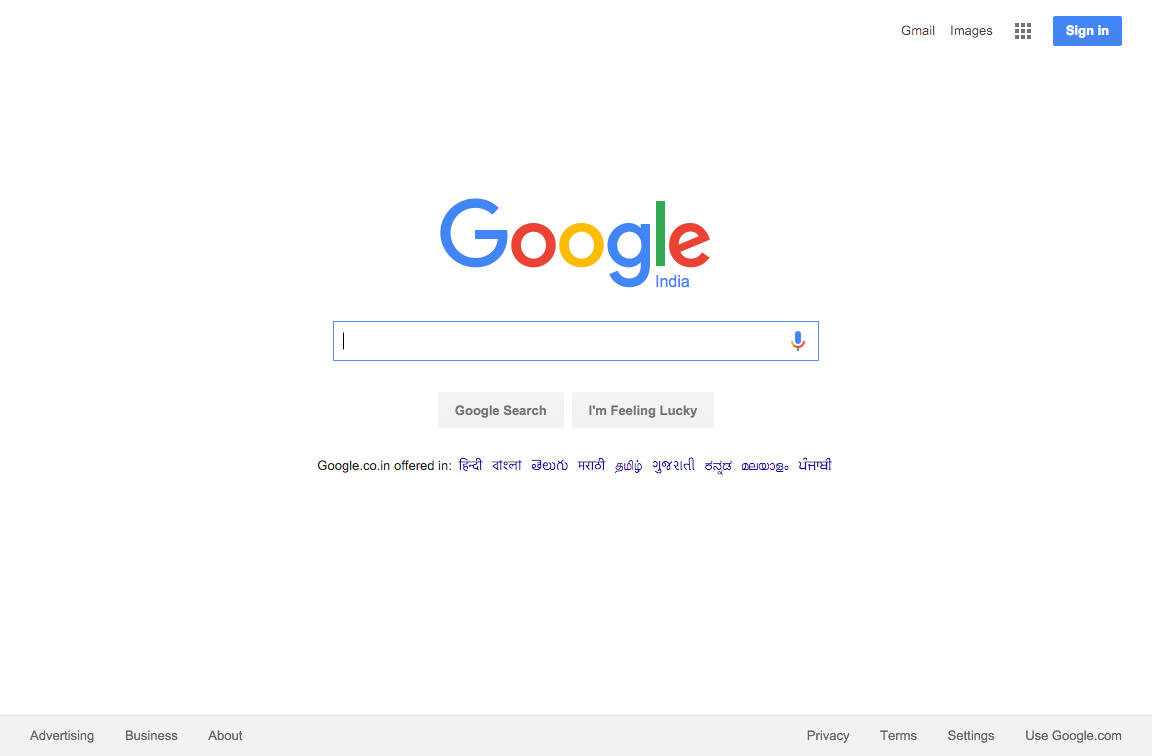 Gmail Images Sign in
Google
India
Google Search I'm Feeling Lucky
Google.co.in offered in: हिन्दी বাংলা తెలుగు मराठी தமிழ் ગુજરાતી ಕನ್ನಡ മലയാളം ਪੰਜਾਬੀ
Advertising Business About Privacy Terms Settings Use Google.com